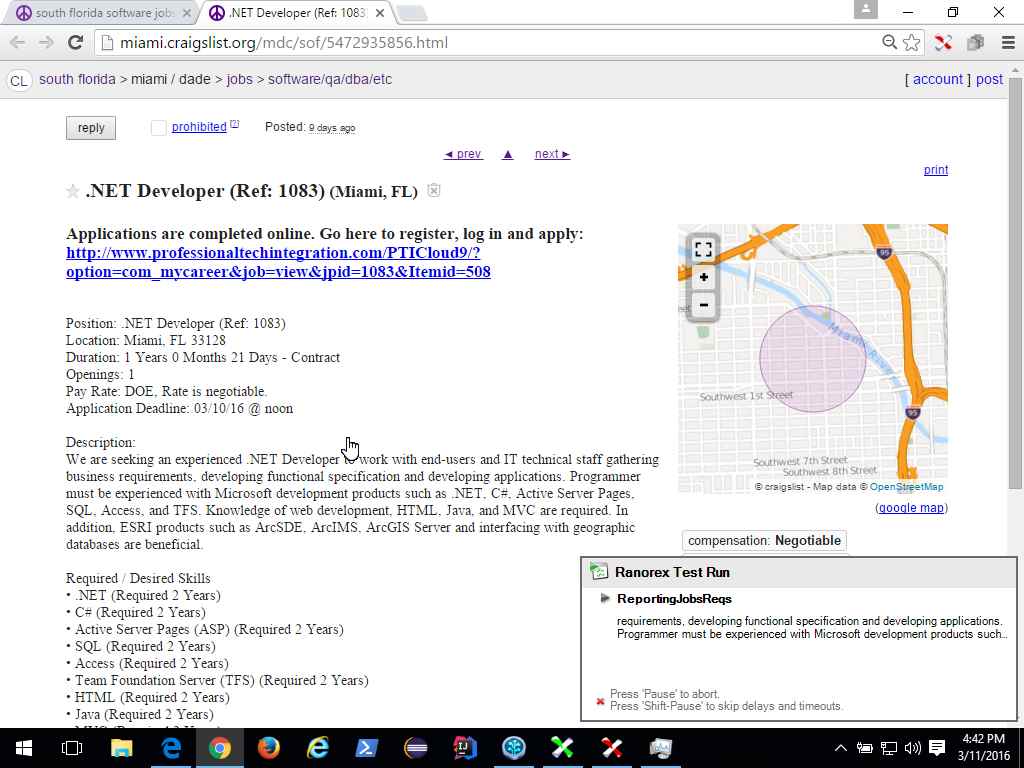 south florida software jobs
.NET Developer (Ref: 1083
miami.craigslist.org/mdc/sof/5472935856.html
CL south florida > miami / dade > jobs > software/qa/dba/etc
[ account ] post
reply prohibited [?] Posted: 9 days ago
◄ prev ▲ next ►
print
.NET Developer (Ref: 1083) (Miami, FL)
Applications are completed online. Go here to register, log in and apply:
http://www.professionaltechintegration.com/PTICloud9/?
option=com_mycareer&job=view&jpid=1083&Itemid=508
Position: .NET Developer (Ref: 1083)
Location: Miami, FL 33128
Duration: 1 Years 0 Months 21 Days - Contract
Openings: 1
Pay Rate: DOE, Rate is negotiable.
Application Deadline: 03/10/16 @ noon
Description:
We are seeking an experienced .NET Developer to work with end-users and IT technical staff gathering
business requirements, developing functional specification and developing applications. Programmer
must be experienced with Microsoft development products such as .NET, C#, Active Server Pages,
SQL, Access, and TFS. Knowledge of web development, HTML, Java, and MVC are required. In
addition, ESRI products such as ArcSDE, ArcIMS, ArcGIS Server and interfacing with geographic
databases are beneficial.
Required / Desired Skills
• .NET (Required 2 Years)
• C# (Required 2 Years)
• Active Server Pages (ASP) (Required 2 Years)
• SQL (Required 2 Years)
• Access (Required 2 Years)
• Team Foundation Server (TFS) (Required 2 Years)
• HTML (Required 2 Years)
• Java (Required 2 Years)
+
−
95
Miami River
Southwest 1st Street
95
Southwest 7th Street
Southwest 8th Street
© craigslist - Map data © OpenStreetMap
(google map)
compensation: Negotiable
Ranorex Test Run
ReportingJobsReqs
requirements, developing functional specification and developing applications.
Programmer must be experienced with Microsoft development products such...
Press 'Pause' to abort.
Press 'Shift-Pause' to skip delays and timeouts.
4:42 PM
3/11/2016